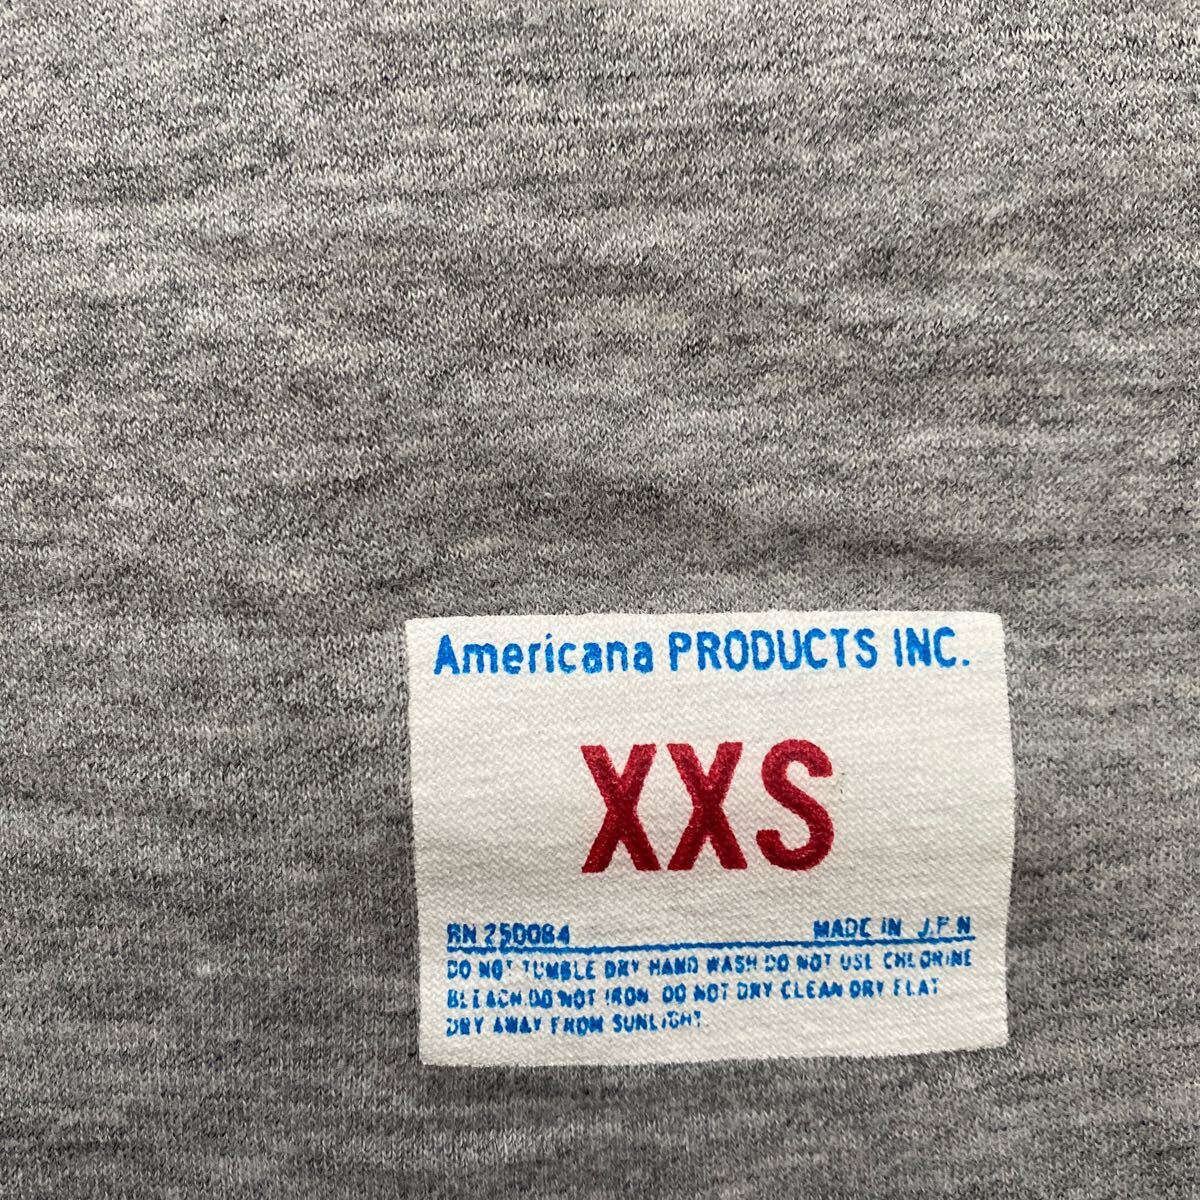 Americana PRODUCTS INC.
XXS
RN 250084 MADE IN J.P.N
DO NOT TUMBLE DRY HAND WASH DO NOT USE CHLORINE
BLEACH.DO NOT IRON. DO NOT DRY CLEAN DRY FLAT
DRY AWAY FROM SUNLIGHT.